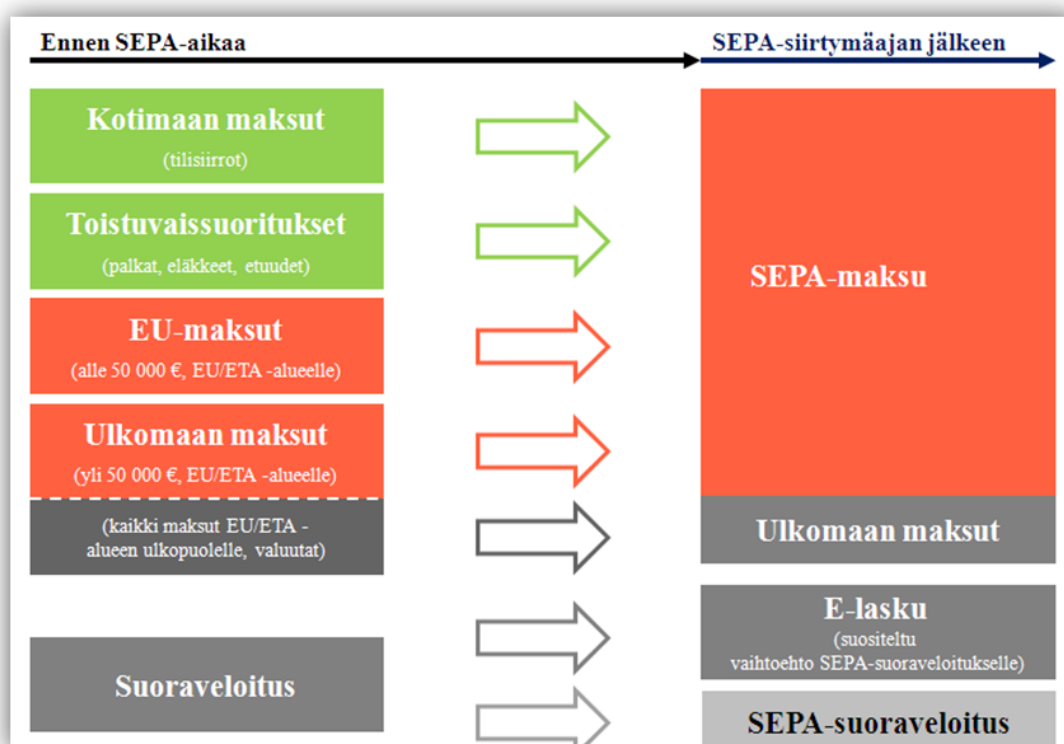 Ennen SEPA-aikaa
SEPA-siirtymäajan jälkeen
Kotimaan maksut
(tilisiirrot)
Toistuvaissuoritukset
(palkat, eläkkeet, etuudet)
EU-maksut
(alle 50 000 €, EU/ETA -alueelle)
Ulkomaan maksut
(yli 50 000 €, EU/ETA -alueelle)
(kaikki maksut EU/ETA -
alueen ulkopuolelle, valuutat)
Suoraveloitus
SEPA-maksu
Ulkomaan maksut
E-lasku
(suositeltu
vaihtoehto SEPA-suoraveloitukselle)
SEPA-suoraveloitus